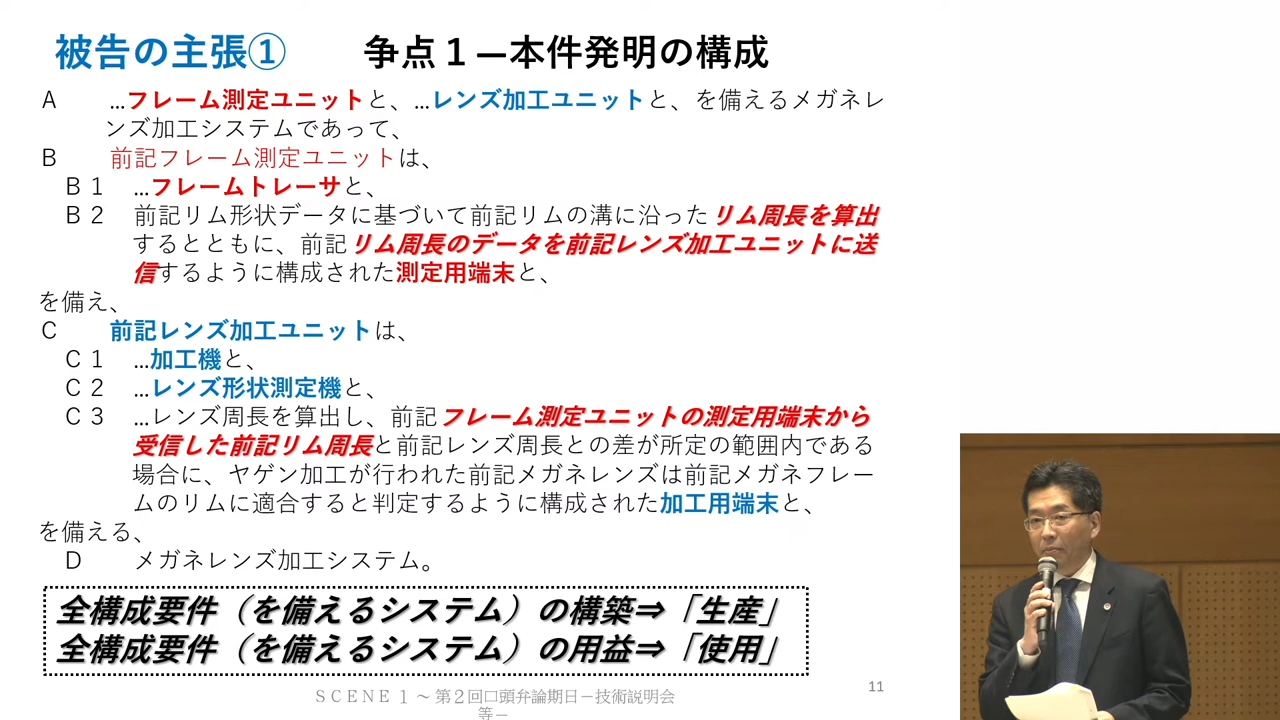 被告の主張① 争点１―本件発明の構成
A …フレーム測定ユニットと、…レンズ加工ユニットと、を備えるメガネレ
ンズ加工システムであって、
B 前記フレーム測定ユニットは、
B１ …フレームトレーサと、
B２ 前記リム形状データに基づいて前記リムの溝に沿ったリム周長を算出
するとともに、前記リム周長のデータを前記レンズ加工ユニットに送
信するように構成された測定用端末と、
を備え、
C 前記レンズ加工ユニットは、
C１ …加工機と、
C２ …レンズ形状測定機と、
C３ …レンズ周長を算出し、前記フレーム測定ユニットの測定用端末から
受信した前記リム周長と前記レンズ周長との差が所定の範囲内である
場合に、ヤゲン加工が行われた前記メガネレンズは前記メガネフレー
ムのリムに適合すると判定するように構成された加工用端末と、
を備える、
D メガネレンズ加工システム。
全構成要件（を備えるシステム）の構築⇒「生産」
全構成要件（を備えるシステム）の用益⇒「使用」
ＳＣＥＮＥ１～第２回口頭弁論期日－技術説明会
等－
11